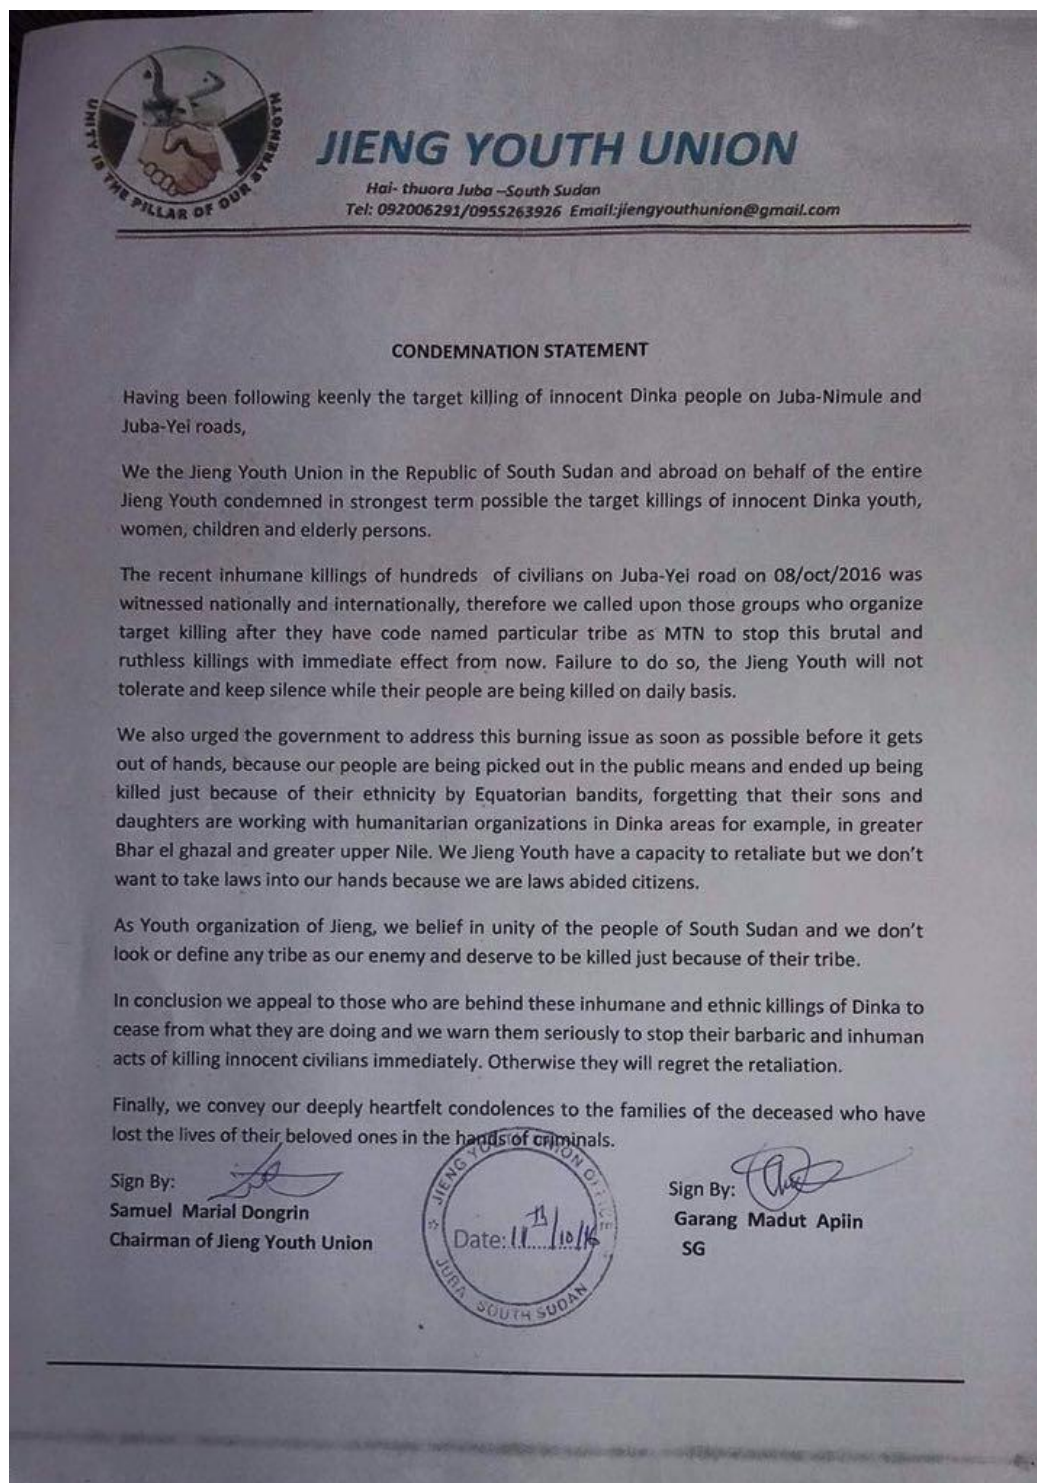 UNITY IS THE PILLAR OF OUR STRENGTH
JIENG YOUTH UNION
Hai- thuora Juba –South Sudan
Tel: 092006291/0955263926 Email:jiengyouthunion@gmail.com
CONDEMNATION STATEMENT
Having been following keenly the target killing of innocent Dinka people on Juba-Nimule and
Juba-Yei roads,
We the Jieng Youth Union in the Republic of South Sudan and abroad on behalf of the entire
Jieng Youth condemned in strongest term possible the target killings of innocent Dinka youth,
women, children and elderly persons.
The recent inhumane killings of hundreds of civilians on Juba-Yei road on 08/oct/2016 was
witnessed nationally and internationally, therefore we called upon those groups who organize
target killing after they have code named particular tribe as MTN to stop this brutal and
ruthless killings with immediate effect from now. Failure to do so, the Jieng Youth will not
tolerate and keep silence while their people are being killed on daily basis.
We also urged the government to address this burning issue as soon as possible before it gets
out of hands, because our people are being picked out in the public means and ended up being
killed just because of their ethnicity by Equatorian bandits, forgetting that their sons and
daughters are working with humanitarian organizations in Dinka areas for example, in greater
Bhar el ghazal and greater upper Nile. We Jieng Youth have a capacity to retaliate but we don't
want to take laws into our hands because we are laws abided citizens.
As Youth organization of Jieng, we belief in unity of the people of South Sudan and we don't
look or define any tribe as our enemy and deserve to be killed just because of their tribe.
In conclusion we appeal to those who are behind these inhumane and ethnic killings of Dinka to
cease from what they are doing and we warn them seriously to stop their barbaric and inhuman
acts of killing innocent civilians immediately. Otherwise they will regret the retaliation.
Finally, we convey our deeply heartfelt condolences to the families of the deceased who have
lost the lives of their beloved ones in the hands of criminals.
Sign By:
Samuel Marial Dongrin
Chairman of Jieng Youth Union
JIENG YOUTH UNION OFFICE
Date: 11th/10/16
JUBA SOUTH SUDAN
Sign By:
Garang Madut Apiin
SG